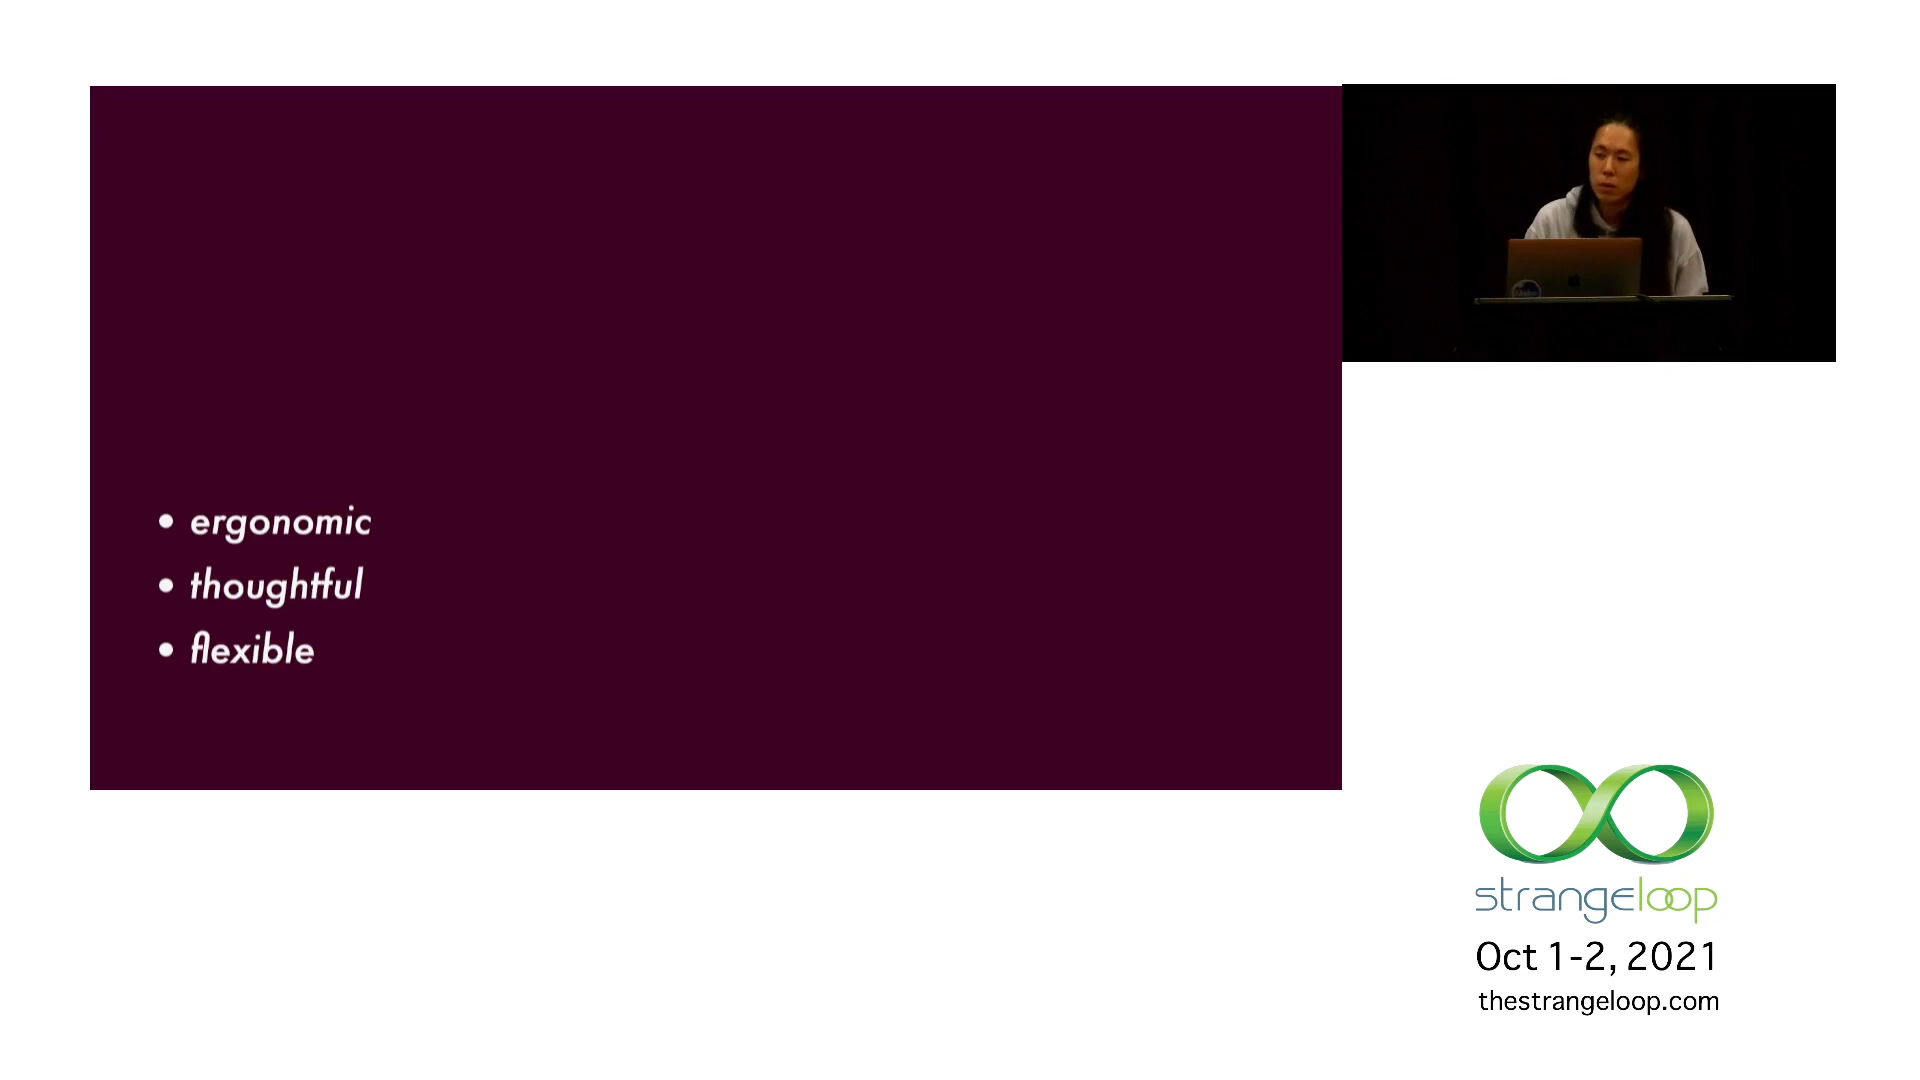 • ergonomic
• thoughtful
• flexible
strangeloop
Oct 1-2, 2021
thestrangeloop.com